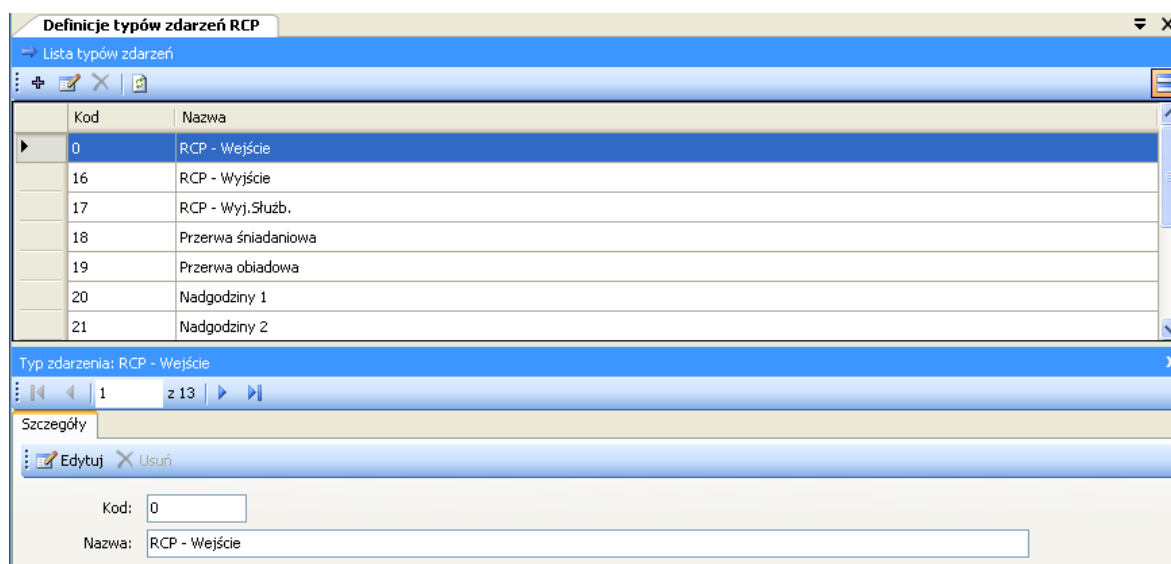 Definicje typów zdarzeń RCP
Lista typów zdarzeń
Kod Nazwa
0 RCP - Wejście
16 RCP - Wyjście
17 RCP - Wyj.Służb.
18 Przerwa śniadaniowa
19 Przerwa obiadowa
20 Nadgodziny 1
21 Nadgodziny 2
Typ zdarzenia: RCP - Wejście
1 z 13
Szczegóły
Edytuj Usuń
Kod: 0
Nazwa: RCP - Wejście